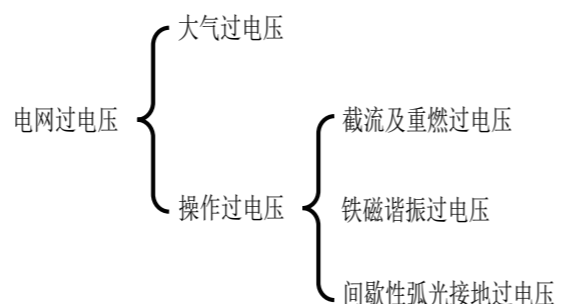 大气过电压
电网过电压
截流及重燃过电压
操作过电压
铁磁谐振过电压
间歇性弧光接地过电压